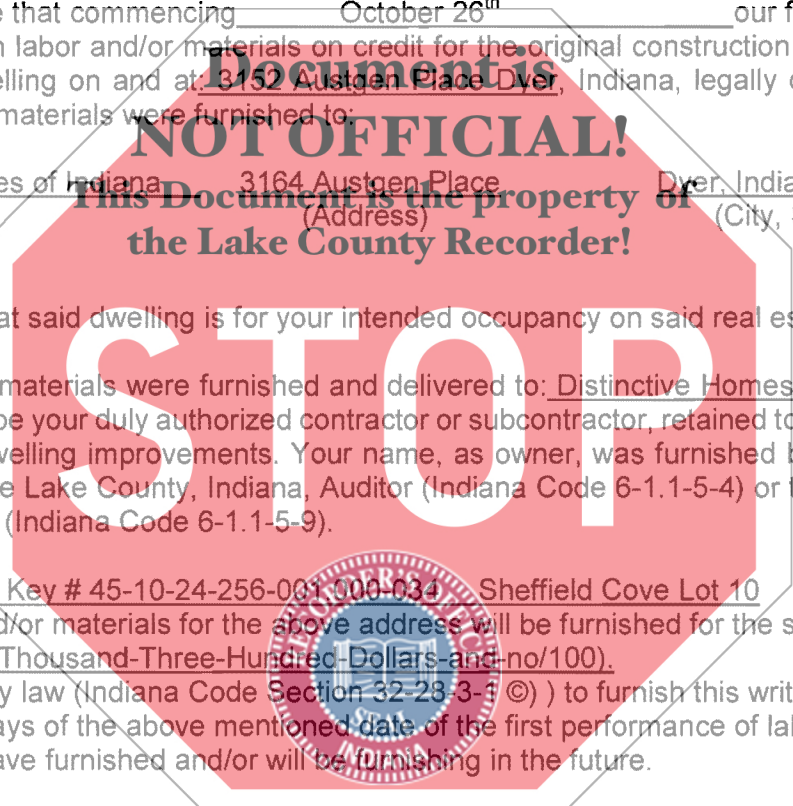 e that commencing October 26th our f
n labor and/or materials on credit for the original construction
elling on and at: 3152 Austgen Place Dyer, Indiana, legally
Document is
materials were furnished to:
NOT OFFICIAL!
es of Indiana 3164 Austgen Place Dyer, India
This Document is the property of
(Address) (City,
the Lake County Recorder!
at said dwelling is for your intended occupancy on said real es
STOP
materials were furnished and delivered to: Distinctive Homes
be your duly authorized contractor or subcontractor, retained to
welling improvements. Your name, as owner, was furnished b
e Lake County, Indiana, Auditor (Indiana Code 6-1.1-5-4) or t
(Indiana Code 6-1.1-5-9).
Key # 45-10-24-256-001.000-034 Sheffield Cove Lot 10
d/or materials for the above address will be furnished for the s
Thousand-Three-Hundred-Dollars-and-no/100).
y law (Indiana Code Section 32-28-3-1 ©) ) to furnish this writ
ays of the above mentioned date of the first performance of la
ave furnished and/or will be furnishing in the future.
RECORDER'S OFFICE
SEAL
INDIANA